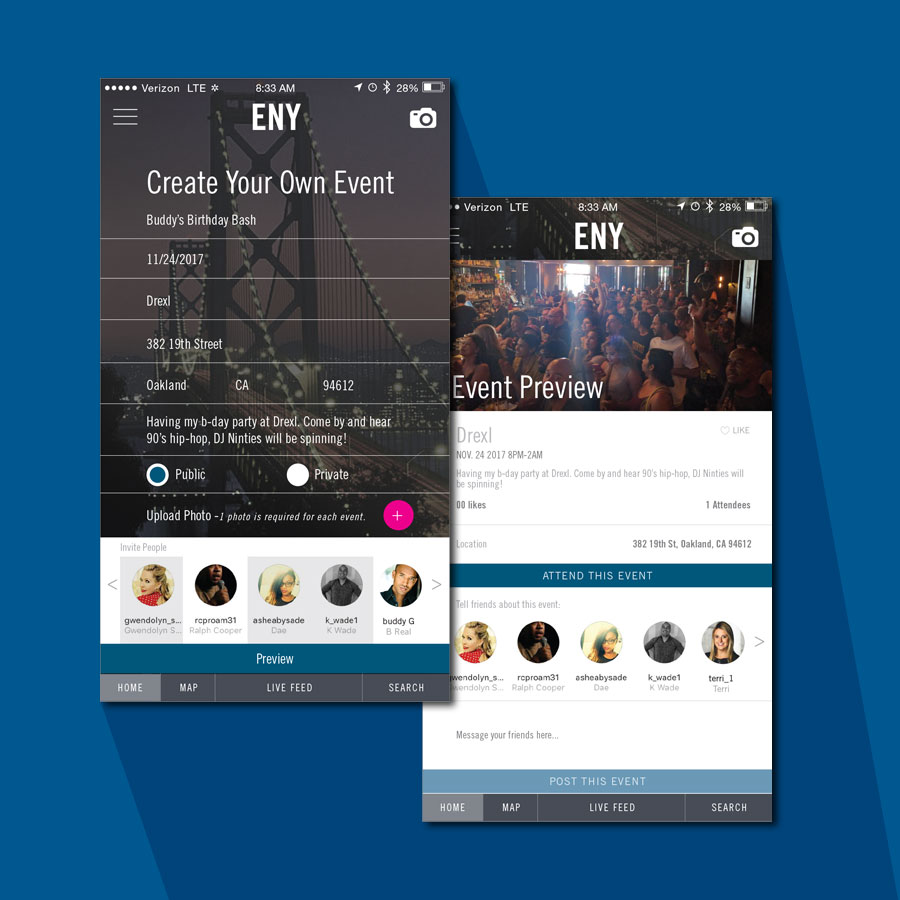 Verizon LTE 8:33 AM 28%
ENY
Create Your Own Event
Buddy's Birthday Bash
11/24/2017
Drexl
382 19th Street
Oakland CA 94612
Having my b-day party at Drexl. Come by and hear
90's hip-hop, DJ Ninties will be spinning!
Public Private
Upload Photo -1 photo is required for each event. +
Invite People
< >
gwendolyn_s... rcproam31 asheabysade k_wade1 buddy G
Gwendolyn S... Ralph Cooper Dae K Wade B Real
Preview
HOME MAP LIVE FEED SEARCH
Verizon LTE 8:33 AM 28%
ENY
Event Preview
Drexl LIKE
NOV. 24 2017 8PM-2AM
Having my b-day party at Drexl. Come by and hear 90's hip-hop, DJ Ninties will
be spinning!
00 likes 1 Attendees
Location 382 19th St, Oakland, CA 94612
ATTEND THIS EVENT
Tell friends about this event:
>
wendolyn_s... rcproam31 asheabysade k_wade1 terri_1
wendolyn S... Ralph Cooper Dae K Wade Terri
Message your friends here...
POST THIS EVENT
HOME MAP LIVE FEED SEARCH